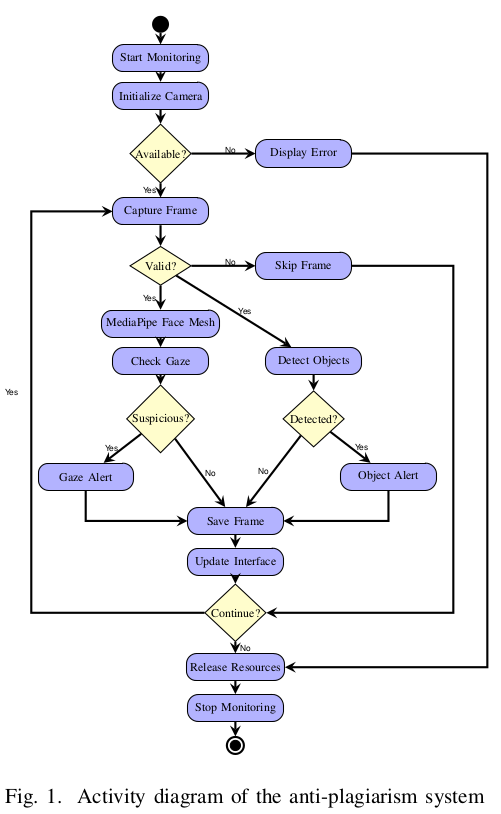 Start Monitoring
Initialize Camera
Available?
No
Display Error
Yes
Capture Frame
Valid?
No
Skip Frame
Yes
Yes
MediaPipe Face Mesh
Check Gaze
Detect Objects
Yes
Suspicious?
Detected?
Yes
Yes
No
No
Gaze Alert
Object Alert
Save Frame
Update Interface
Continue?
No
Release Resources
Stop Monitoring
Fig. 1. Activity diagram of the anti-plagiarism system